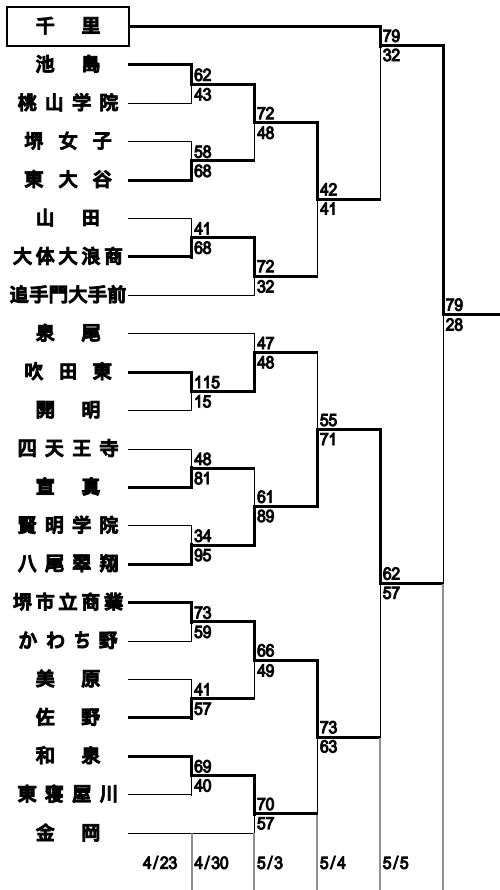 千里
79
池島
32
62
桃山学院
43
72
堺女子
48
58
東大谷
68
42
山田
41
41
大体大浪商
68
72
追手門大手前
32
79
泉尾
28
47
吹田東
48
115
開明
15
55
四天王寺
71
48
宣真
81
61
賢明学院
89
34
八尾翠翔
95
62
堺市立商業
57
73
かわち野
59
66
美原
49
41
佐野
57
73
和泉
63
69
東寝屋川
40
70
金岡
57
4/23 4/30 5/3 5/4 5/5